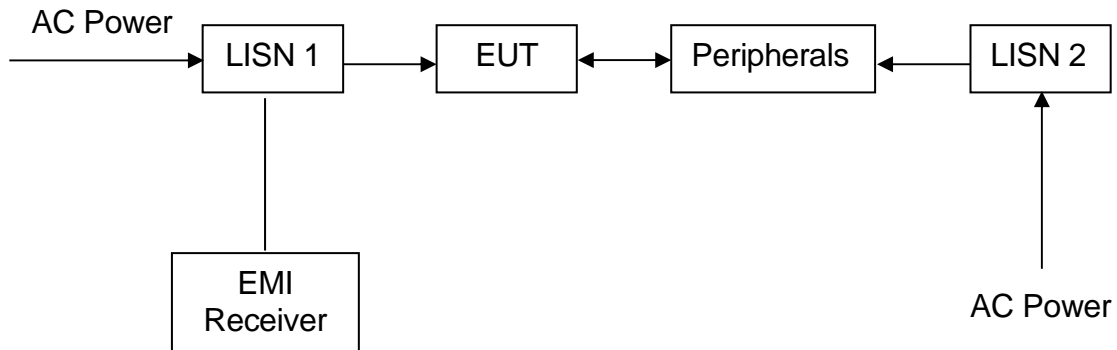 AC Power
LISN 1
EUT
Peripherals
LISN 2
EMI
Receiver
AC Power